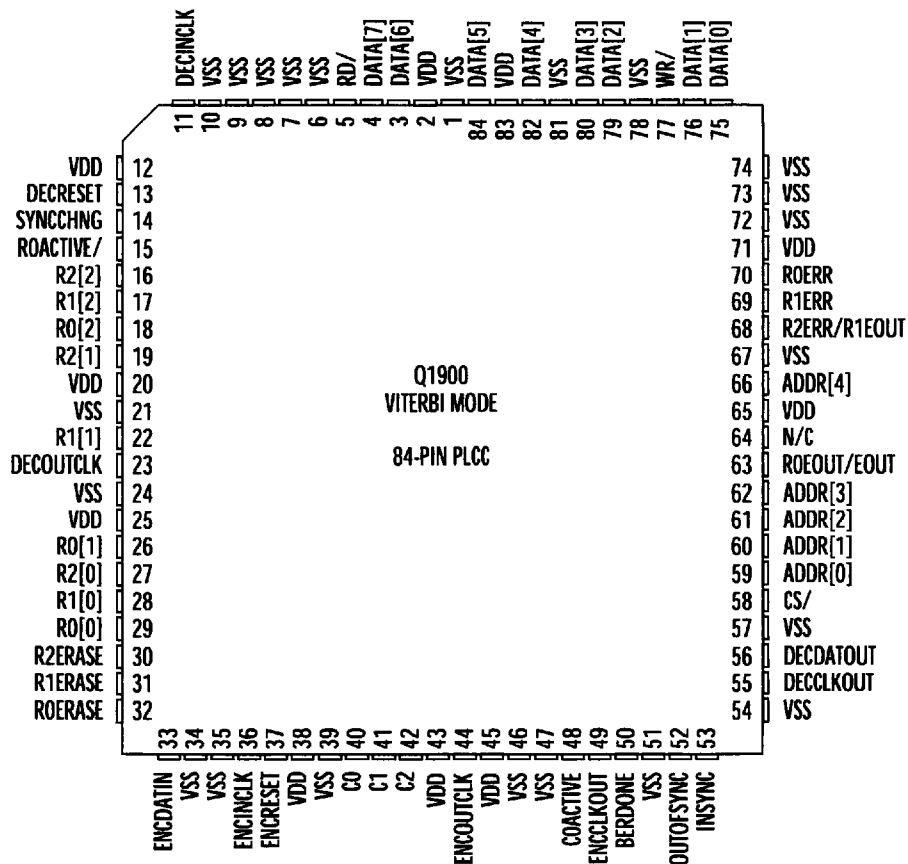 DECINCLK
VSS
VSS
VSS
VSS
VSS
RD/
DATA[7]
DATA[6]
VDD
VSS
DATA[5]
VDD
DATA[4]
VSS
DATA[3]
DATA[2]
VSS
WR/
DATA[1]
DATA[0]
11
10
9
8
7
6
5
4
3
2
1
84
83
82
81
80
79
78
77
76
75
VDD 12
DECRESET 13
SYNCCHNG 14
R0ACTIVE/ 15
R2[2] 16
R1[2] 17
R0[2] 18
R2[1] 19
VDD 20
VSS 21
R1[1] 22
DECOUTCLK 23
VSS 24
VDD 25
R0[1] 26
R2[0] 27
R1[0] 28
R0[0] 29
R2ERASE 30
R1ERASE 31
R0ERASE 32
Q1900
VITERBI MODE
84-PIN PLCC
74 VSS
73 VSS
72 VSS
71 VDD
70 R0ERR
69 R1ERR
68 R2ERR/R1EOUT
67 VSS
66 ADDR[4]
65 VDD
64 N/C
63 R0EOUT/EOUT
62 ADDR[3]
61 ADDR[2]
60 ADDR[1]
59 ADDR[0]
58 CS/
57 VSS
56 DECDATOUT
55 DECCLKOUT
54 VSS
33
34
35
36
37
38
39
40
41
42
43
44
45
46
47
48
49
50
51
52
53
ENCDATIN
VSS
VSS
ENCINCLK
ENCRESET
VDD
VSS
C0
C1
C2
VDD
ENCOUTCLK
VDD
VSS
VSS
C0ACTIVE
ENCCLKOUT
BERDONE
VSS
OUTOFSYNC
INSYNC